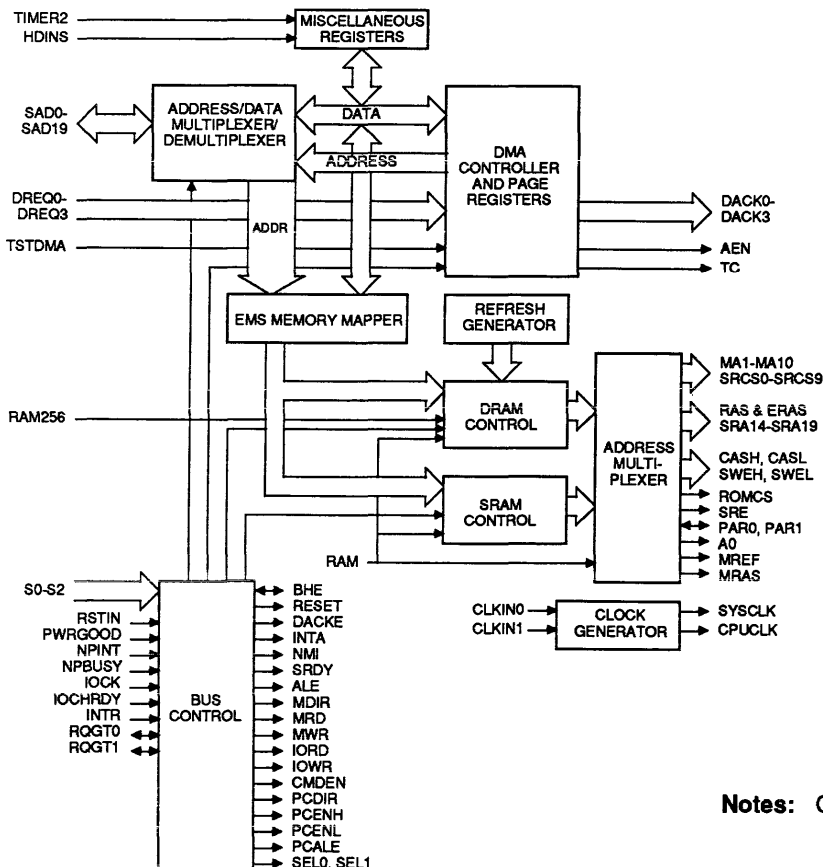 TIMER2
HDINS
MISCELLANEOUS
REGISTERS
SAD0-
SAD19
ADDRESS/DATA
MULTIPLEXER/
DEMULTIPLEXER
DATA
ADDRESS
DMA
CONTROLLER
AND PAGE
REGISTERS
DREQ0-
DREQ3
ADDR
DACK0-
DACK3
TSTDMA
AEN
TC
EMS MEMORY MAPPER
REFRESH
GENERATOR
MA1-MA10
SRCS0-SRCS9
RAM256
DRAM
CONTROL
RAS & ERAS
SRA14-SRA19
ADDRESS
MULTI-
PLEXER
CASH, CASL
SWEH, SWEL
SRAM
CONTROL
ROMCS
SRE
PAR0, PAR1
A0
MREF
MRAS
RAM
S0-S2
RSTIN
PWRGOOD
NPINT
NPBUSY
IOCK
IOCHRDY
INTR
RQGT0
RQGT1
BUS
CONTROL
BHE
RESET
DACKE
INTA
NMI
SRDY
ALE
MDIR
MRD
MWR
IORD
IOWR
CMDEN
PCDIR
PCENH
PCENL
PCALE
SEL0, SEL1
CLKIN0
CLKIN1
CLOCK
GENERATOR
SYSCLK
CPUCLK
Notes: